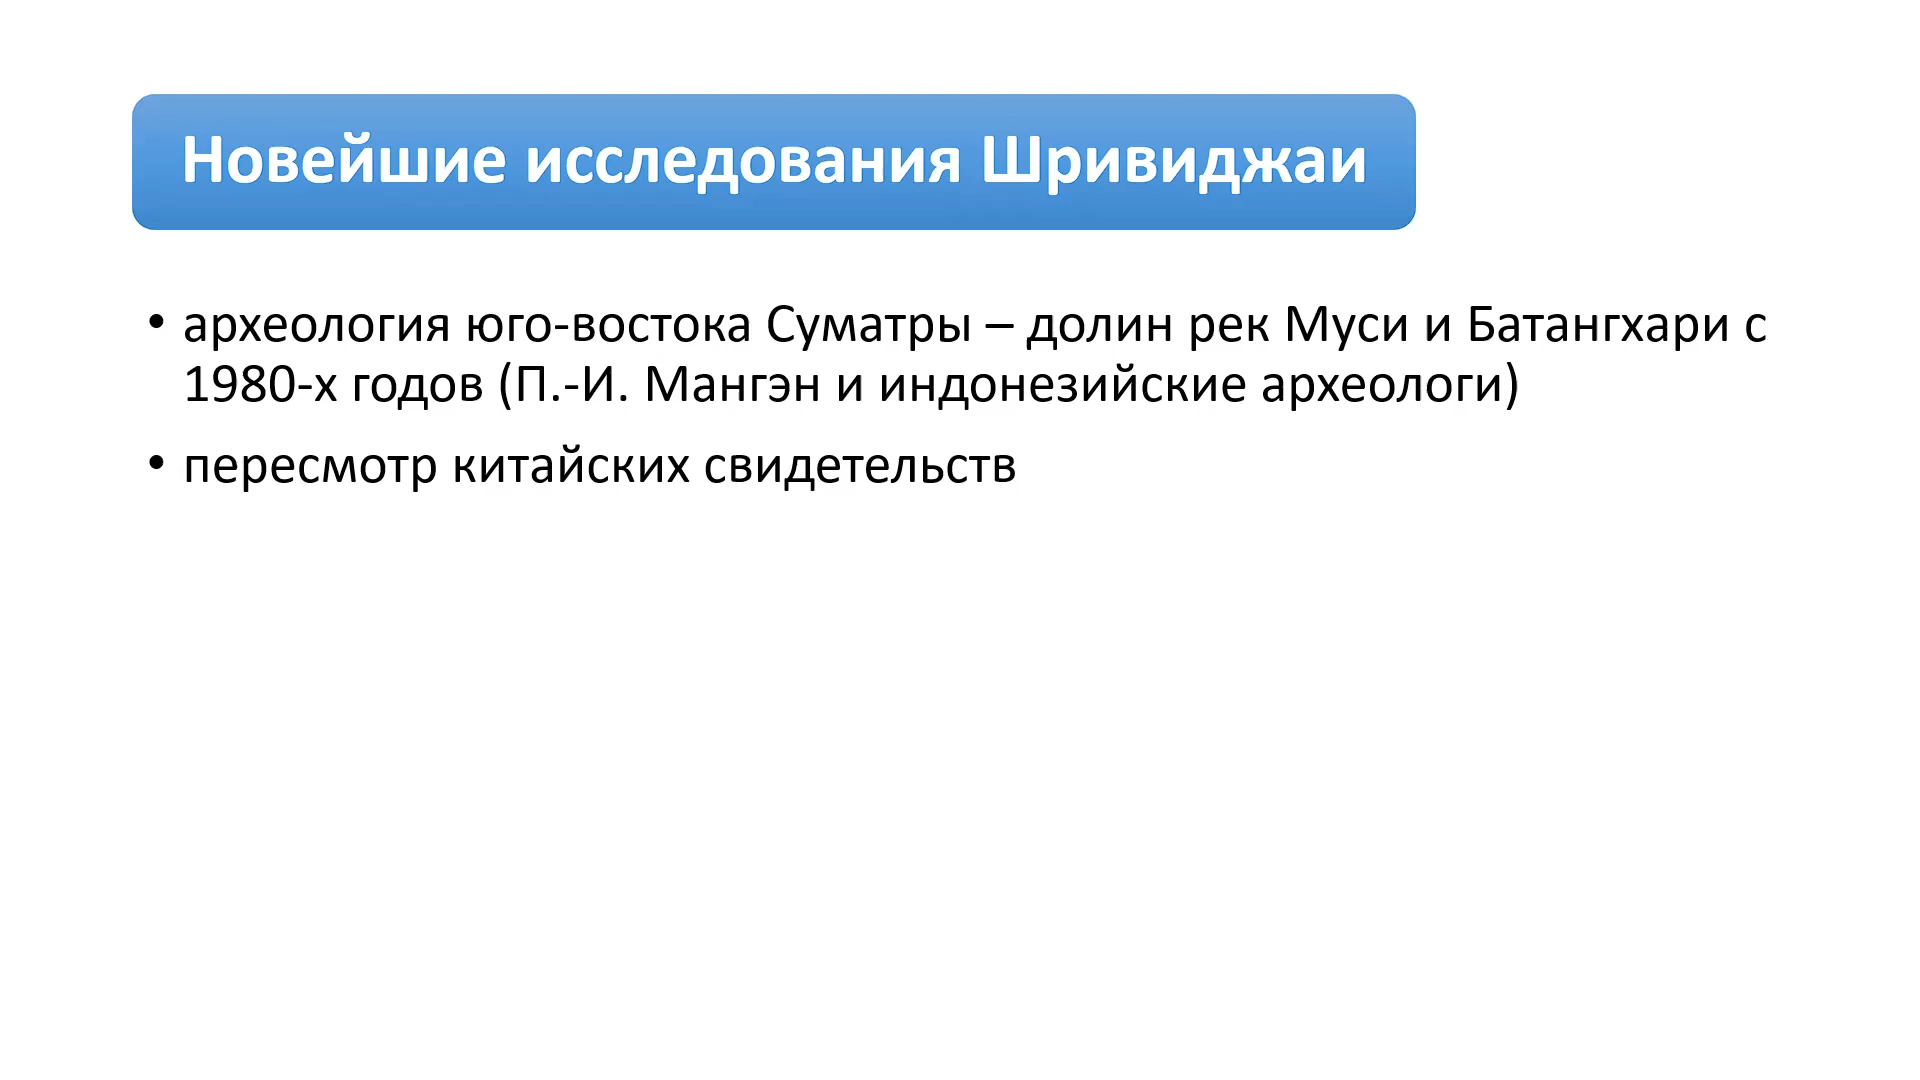 Новейшие исследования Шривиджаи
• археология юго-востока Суматры – долин рек Муси и Батангхари с
1980-х годов (П.-И. Мангэн и индонезийские археологи)
• пересмотр китайских свидетельств